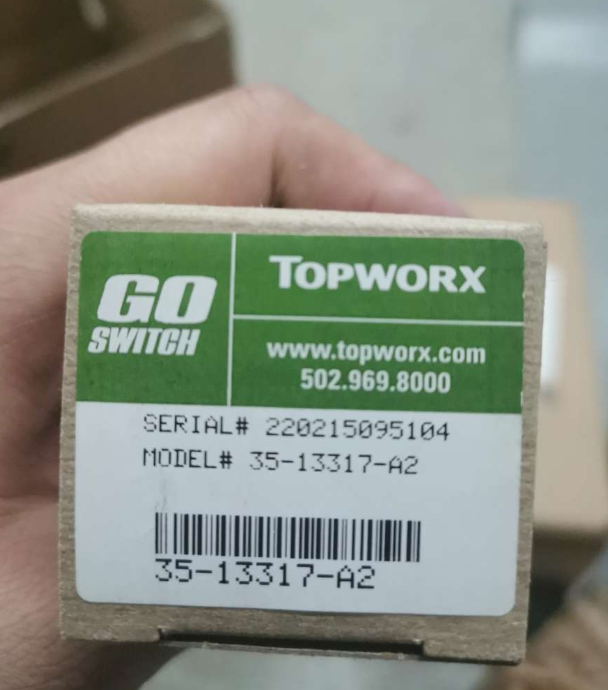 GO
SWITCH
TOPWORX
www.topworx.com
502.969.8000
SERIAL# 220215095104
MODEL# 35-13317-A2
35-13317-A2